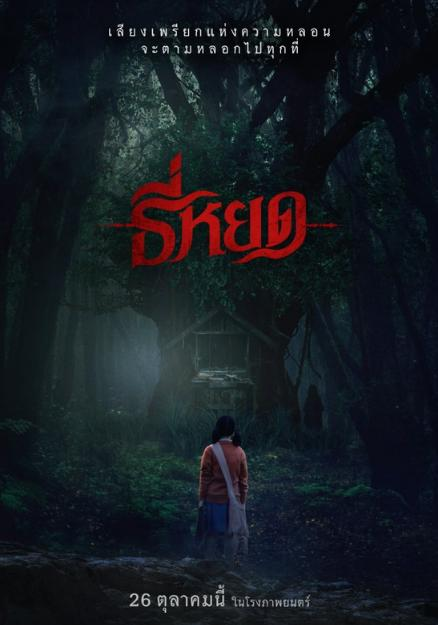 เสียงเพรียกแห่งความหลอน
จะตามหลอกไปทุกที่
ธี่หยด
26 ตุลาคมนี้ ในโรงภาพยนตร์